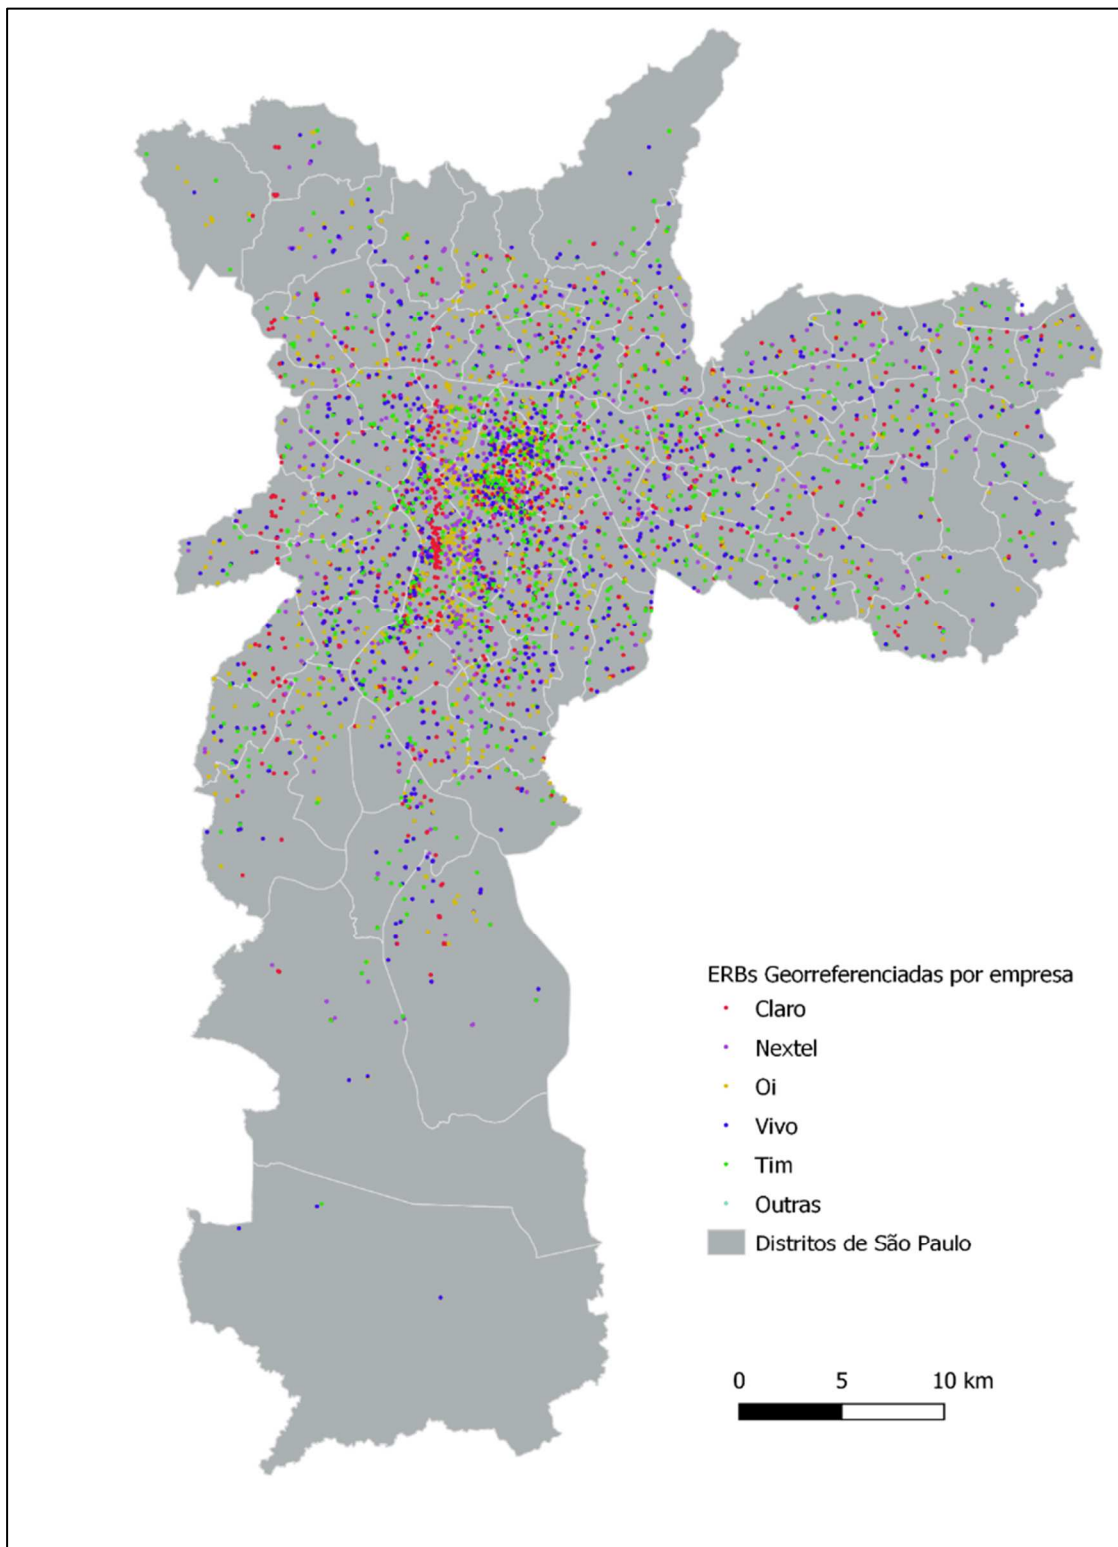 ERBs Georreferenciadas por empresa
Claro
Nextel
Oi
Vivo
Tim
Outras
Distritos de São Paulo
0 5 10 km